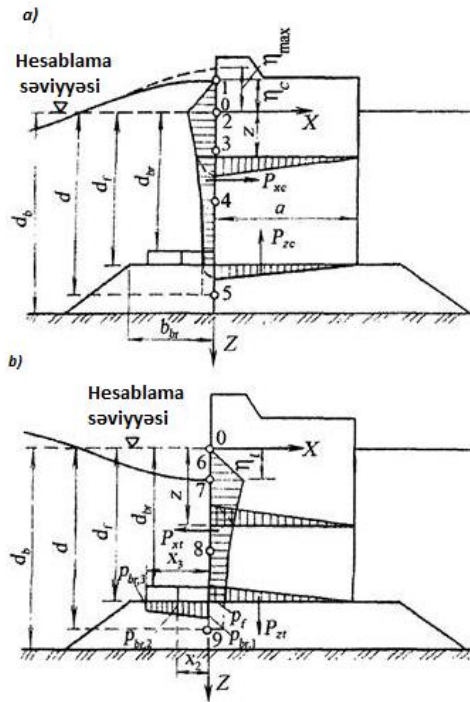 a)
Hesablama
səviyyəsi
η_max
η_c
1
0
2
X
3
z
P_xc
4
a
d_b
d
d_f
d_br
P_zc
5
b_br
Z
b)
Hesablama
səviyyəsi
0
X
6
η_t
7
z
P_xt
8
x_3
d_b
d
d_f
d_br
p_br,3
p_f
P_zt
p_br,2
p_br,1
9
x_2
Z